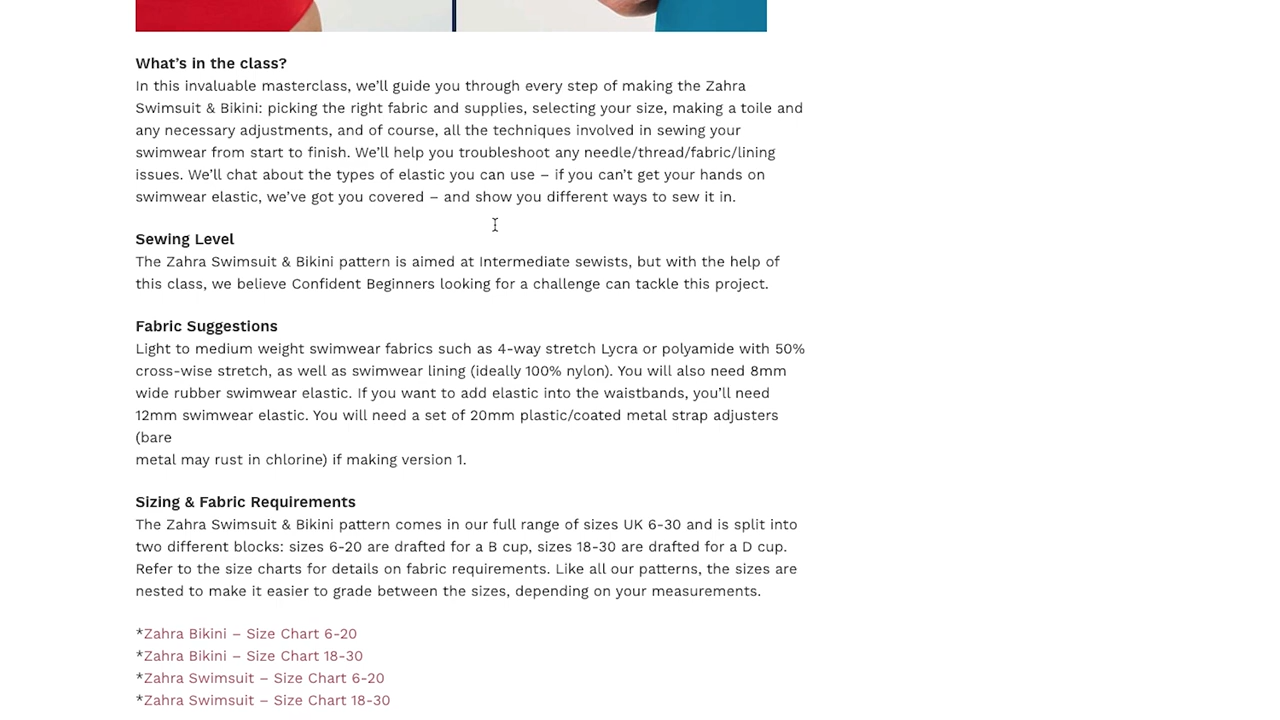 What’s in the class?
In this invaluable masterclass, we’ll guide you through every step of making the Zahra
Swimsuit & Bikini: picking the right fabric and supplies, selecting your size, making a toile and
any necessary adjustments, and of course, all the techniques involved in sewing your
swimwear from start to finish. We’ll help you troubleshoot any needle/thread/fabric/lining
issues. We’ll chat about the types of elastic you can use – if you can’t get your hands on
swimwear elastic, we’ve got you covered – and show you different ways to sew it in.
Sewing Level
The Zahra Swimsuit & Bikini pattern is aimed at Intermediate sewists, but with the help of
this class, we believe Confident Beginners looking for a challenge can tackle this project.
Fabric Suggestions
Light to medium weight swimwear fabrics such as 4-way stretch Lycra or polyamide with 50%
cross-wise stretch, as well as swimwear lining (ideally 100% nylon). You will also need 8mm
wide rubber swimwear elastic. If you want to add elastic into the waistbands, you’ll need
12mm swimwear elastic. You will need a set of 20mm plastic/coated metal strap adjusters
(bare
metal may rust in chlorine) if making version 1.
Sizing & Fabric Requirements
The Zahra Swimsuit & Bikini pattern comes in our full range of sizes UK 6-30 and is split into
two different blocks: sizes 6-20 are drafted for a B cup, sizes 18-30 are drafted for a D cup.
Refer to the size charts for details on fabric requirements. Like all our patterns, the sizes are
nested to make it easier to grade between the sizes, depending on your measurements.
*Zahra Bikini – Size Chart 6-20
*Zahra Bikini – Size Chart 18-30
*Zahra Swimsuit – Size Chart 6-20
*Zahra Swimsuit – Size Chart 18-30